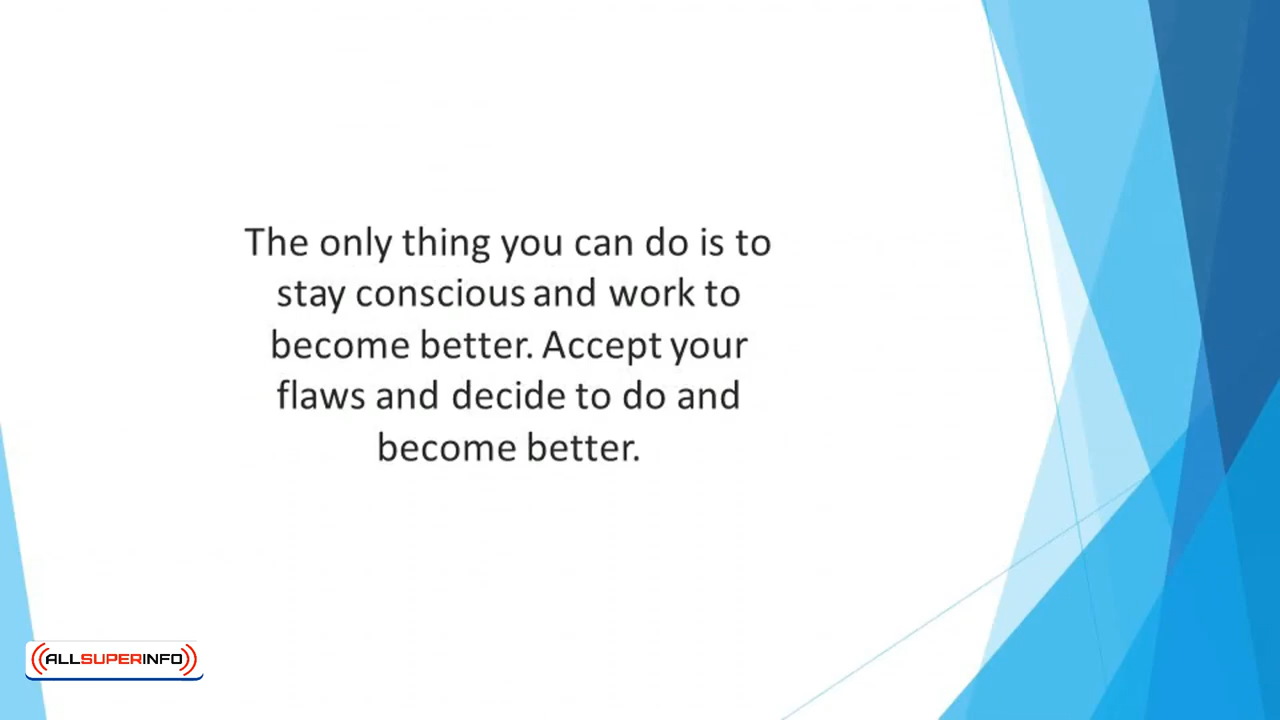 The only thing you can do is to
stay conscious and work to
become better. Accept your
flaws and decide to do and
become better.
ALLSUPERINFO